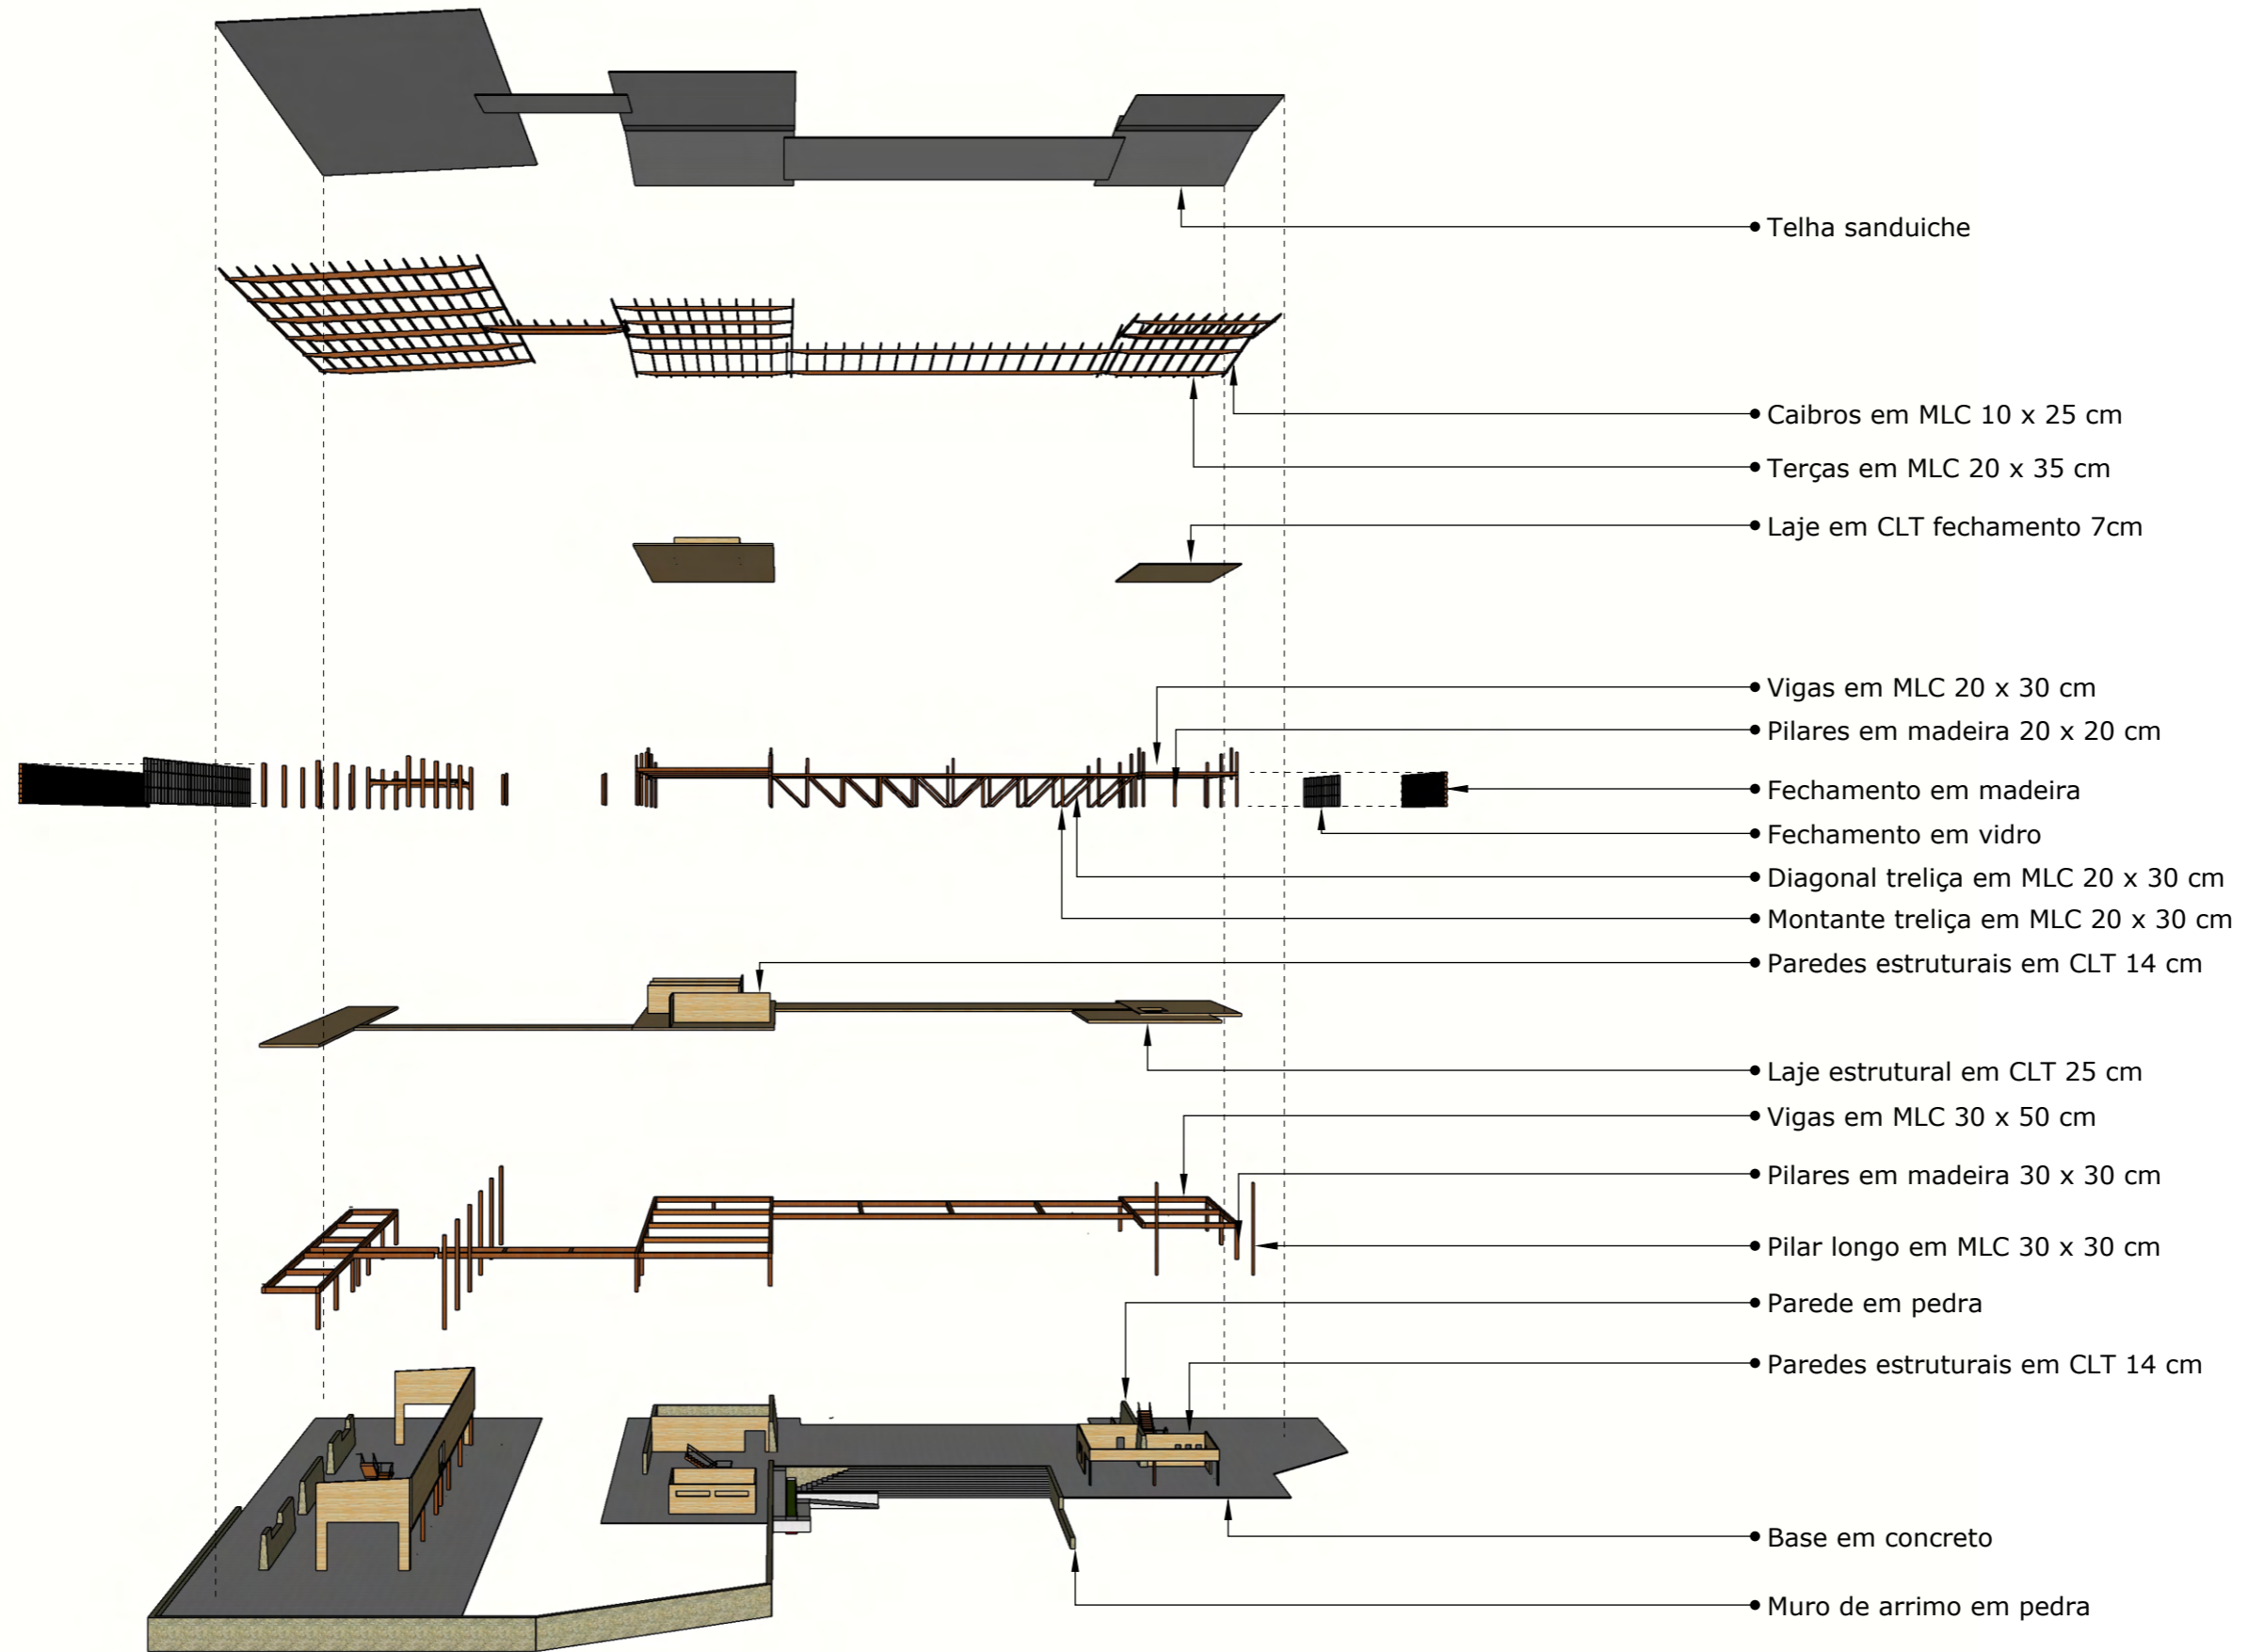 Telha sanduiche
Caibros em MLC 10 x 25 cm
Terças em MLC 20 x 35 cm
Laje em CLT fechamento 7cm
Vigas em MLC 20 x 30 cm
Pilares em madeira 20 x 20 cm
Fechamento em madeira
Fechamento em vidro
Diagonal treliça em MLC 20 x 30 cm
Montante treliça em MLC 20 x 30 cm
Paredes estruturais em CLT 14 cm
Laje estrutural em CLT 25 cm
Vigas em MLC 30 x 50 cm
Pilares em madeira 30 x 30 cm
Pilar longo em MLC 30 x 30 cm
Parede em pedra
Paredes estruturais em CLT 14 cm
Base em concreto
Muro de arrimo em pedra